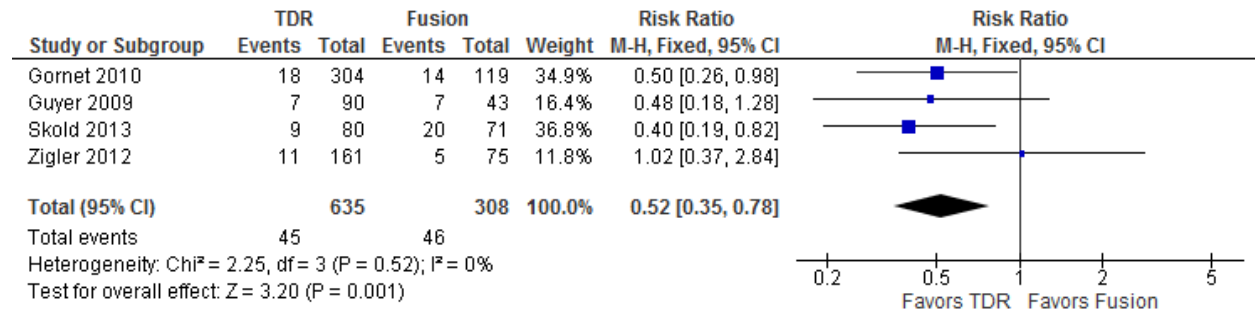 TDR Fusion Risk Ratio Risk Ratio
Study or Subgroup Events Total Events Total Weight M-H, Fixed, 95% CI M-H, Fixed, 95% CI
Gornet 2010 18 304 14 119 34.9% 0.50 [0.26, 0.98]
Guyer 2009 7 90 7 43 16.4% 0.48 [0.18, 1.28]
Skold 2013 9 80 20 71 36.8% 0.40 [0.19, 0.82]
Zigler 2012 11 161 5 75 11.8% 1.02 [0.37, 2.84]
Total (95% CI) 635 308 100.0% 0.52 [0.35, 0.78]
Total events 45 46
Heterogeneity: Chi² = 2.25, df = 3 (P = 0.52); I² = 0%
Test for overall effect: Z = 3.20 (P = 0.001)
0.2 0.5 1 2 5
Favors TDR Favors Fusion